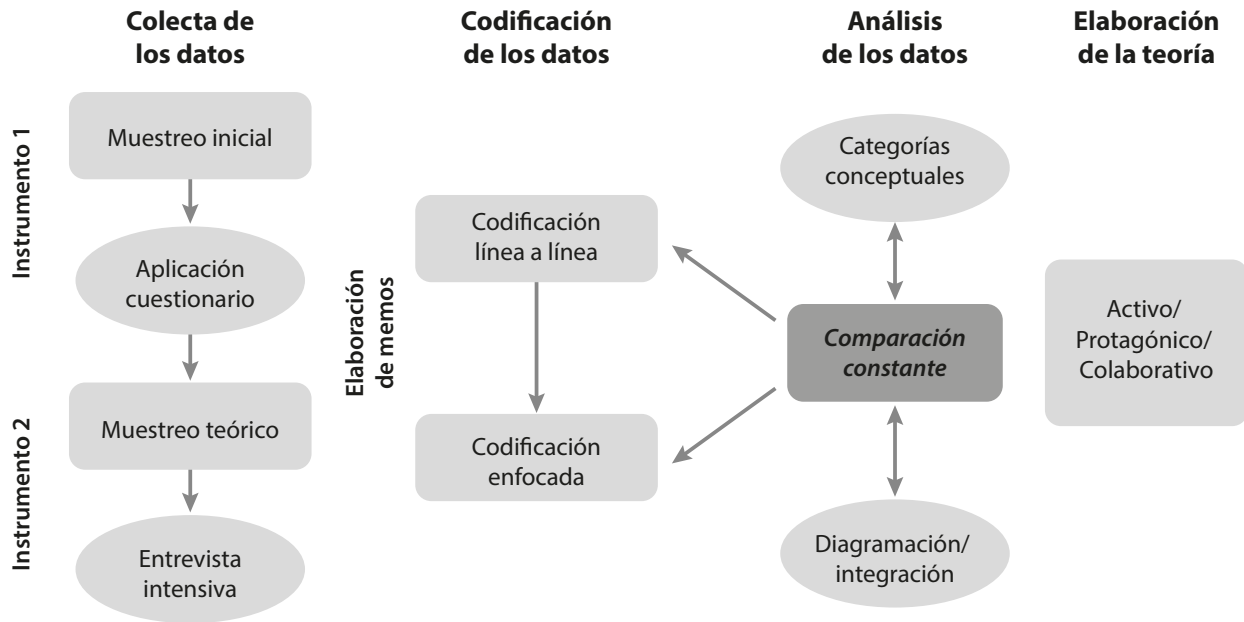 Colecta de
los datos
Codificación
de los datos
Análisis
de los datos
Elaboración
de la teoría
Instrumento 1
Muestreo inicial
Aplicación
cuestionario
Instrumento 2
Muestreo teórico
Entrevista
intensiva
Elaboración
de memos
Codificación
línea a línea
Codificación
enfocada
Categorías
conceptuales
Comparación
constante
Diagramación/
integración
Activo/
Protagónico/
Colaborativo